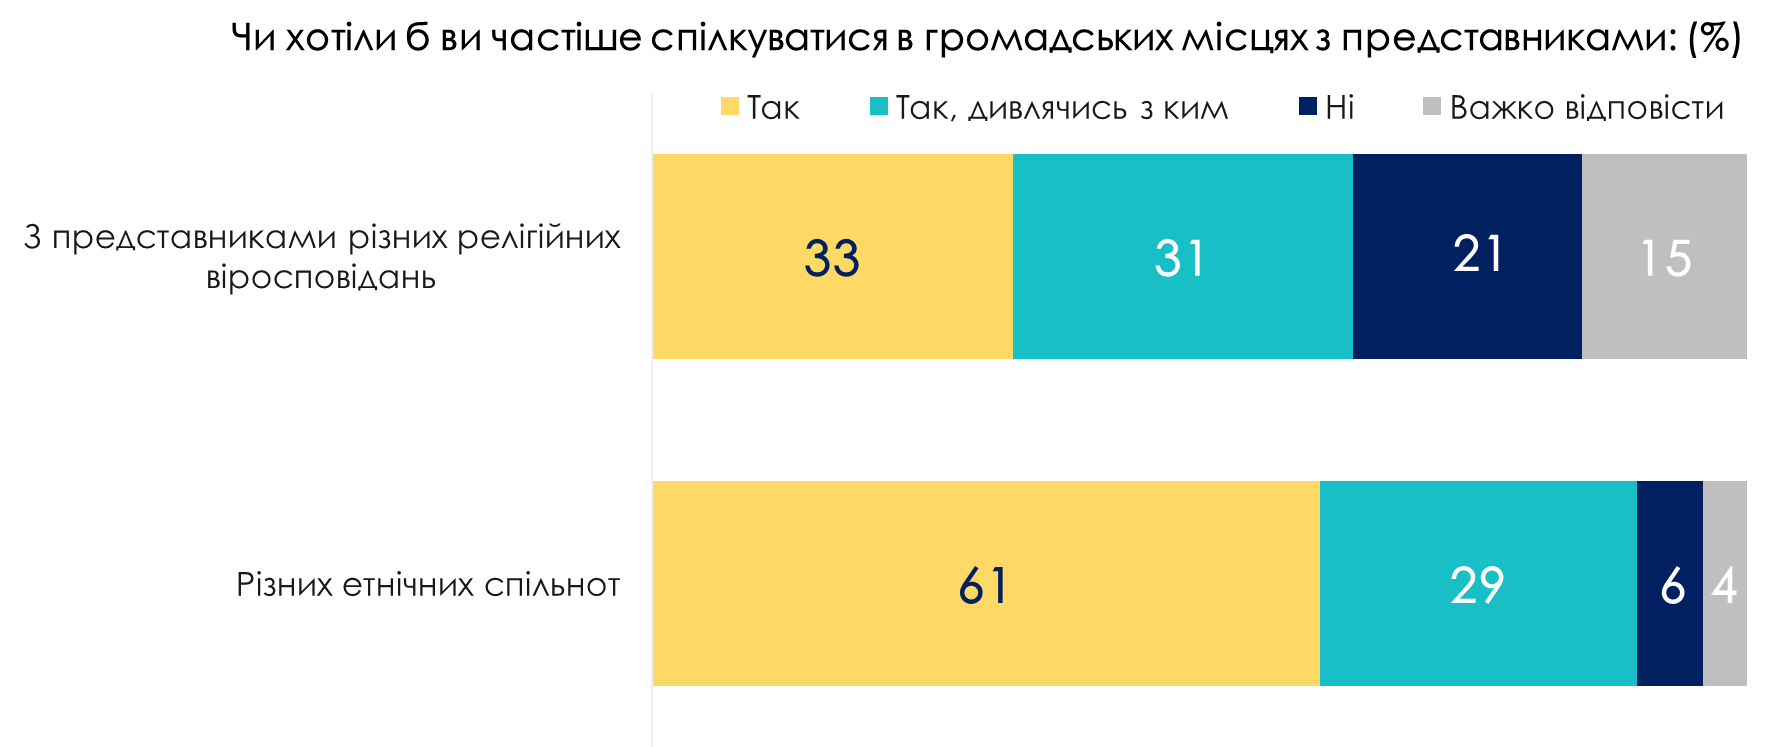 Чи хотіли б ви частіше спілкуватися в громадських місцях з представниками: (%)
Так Так, дивлячись з ким Ні Важко відповісти
З представниками різних релігійних
віросповідань
33 31 21 15
Різних етнічних спільнот
61 29 6 4